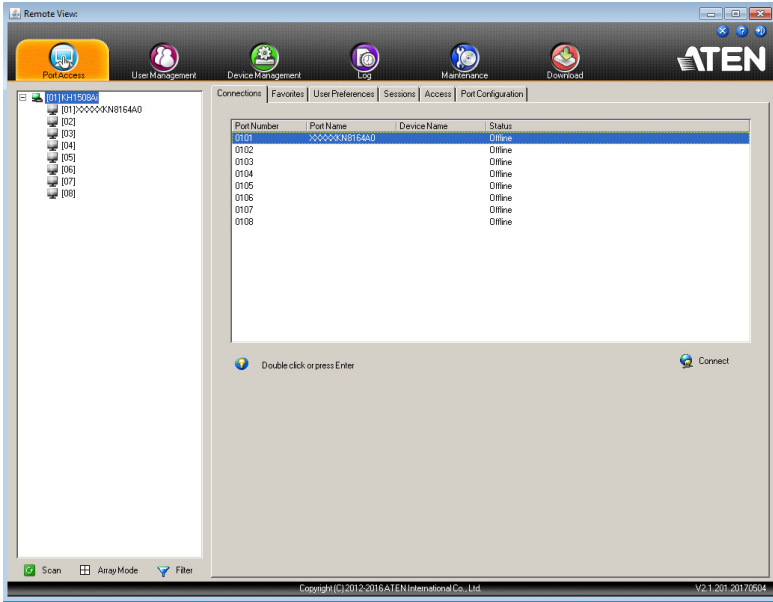 Remote View:
ATEN
Port Access User Management Device Management Log Maintenance Download
Connections Favorites User Preferences Sessions Access Port Configuration
[01]KH1508Ai
[01]XXXXXKN8164A0
[02]
[03]
[04]
[05]
[06]
[07]
[08]
Port Number Port Name Device Name Status
0101 XXXXXKN8164A0 Offline
0102 Offline
0103 Offline
0104 Offline
0105 Offline
0106 Offline
0107 Offline
0108 Offline
Double click or press Enter
Connect
Scan Array Mode Filter
Copyright (C) 2012-2016 ATEN International Co., Ltd.
V2.1.201.20170504